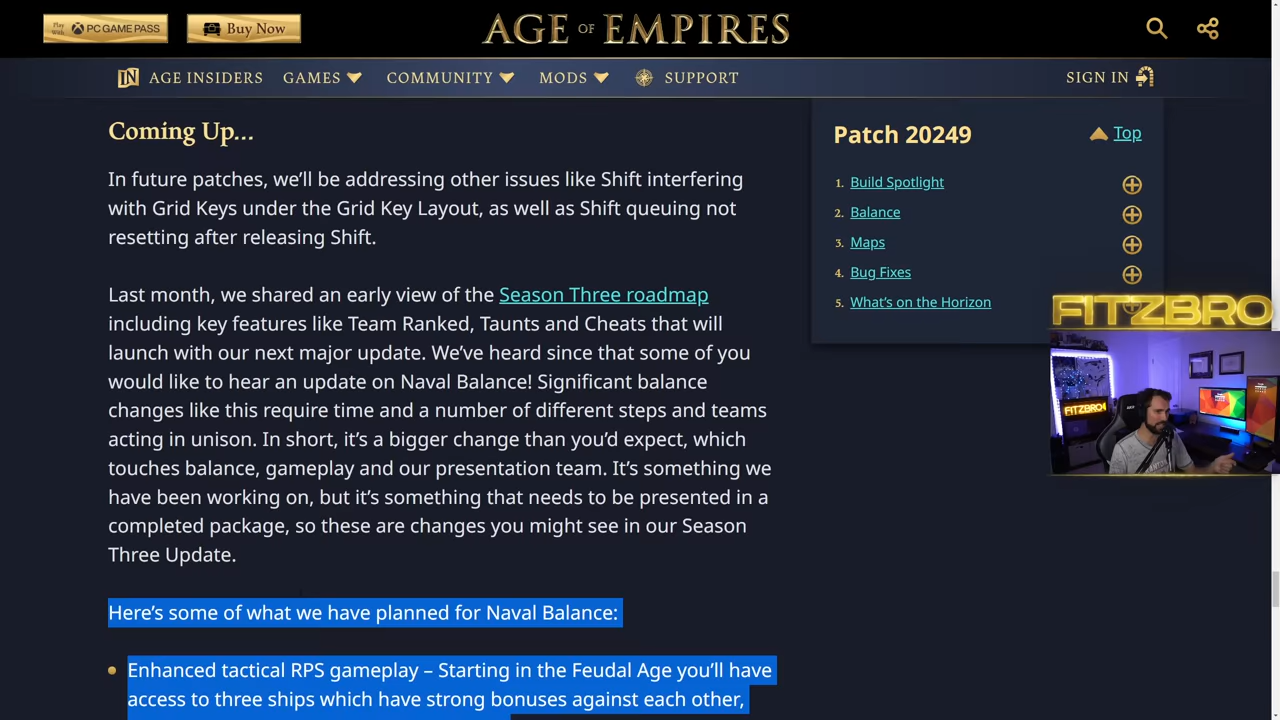 Play With PC GAME PASS
Buy Now
AGE OF EMPIRES
IN AGE INSIDERS
GAMES
COMMUNITY
MODS
SUPPORT
SIGN IN
Coming Up...
In future patches, we'll be addressing other issues like Shift interfering
with Grid Keys under the Grid Key Layout, as well as Shift queuing not
resetting after releasing Shift.
Last month, we shared an early view of the Season Three roadmap
including key features like Team Ranked, Taunts and Cheats that will
launch with our next major update. We've heard since that some of you
would like to hear an update on Naval Balance! Significant balance
changes like this require time and a number of different steps and teams
acting in unison. In short, it's a bigger change than you'd expect, which
touches balance, gameplay and our presentation team. It's something we
have been working on, but it's something that needs to be presented in a
completed package, so these are changes you might see in our Season
Three Update.
Here's some of what we have planned for Naval Balance:
Enhanced tactical RPS gameplay – Starting in the Feudal Age you'll have
access to three ships which have strong bonuses against each other,
Patch 20249
Top
1. Build Spotlight
2. Balance
3. Maps
4. Bug Fixes
5. What's on the Horizon
FITZBRO
FITZBRO